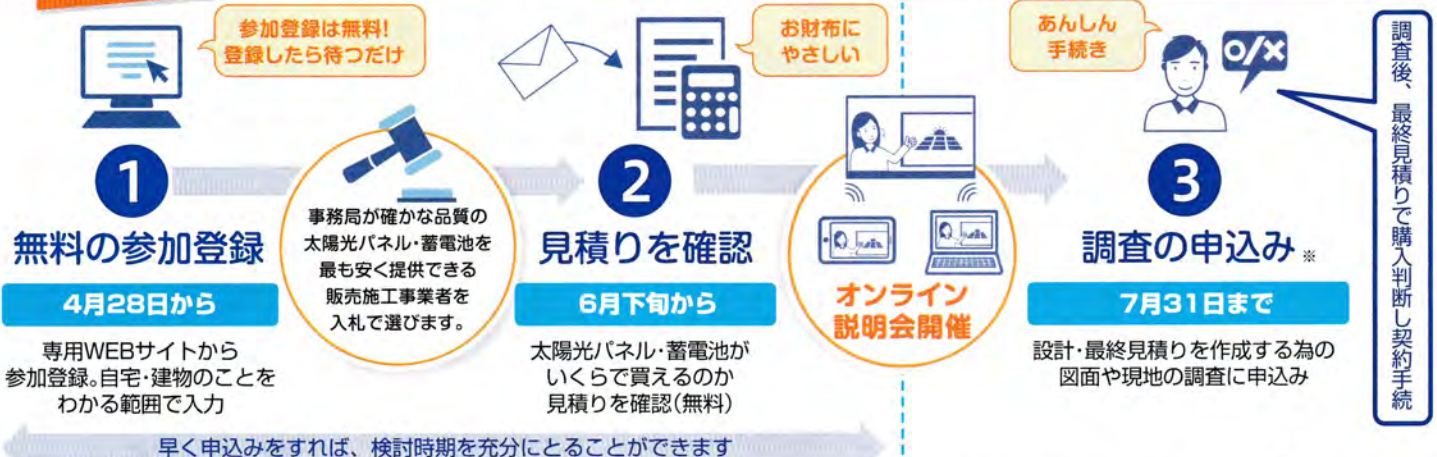 参加登録は無料!
登録したら待つだけ
1
無料の参加登録
4月28日から
専用WEBサイトから
参加登録。自宅・建物のことを
わかる範囲で入力
事務局が確かな品質の
太陽光パネル・蓄電池を
最も安く提供できる
販売施工事業者を
入札で選びます。
お財布に
やさしい
2
見積りを確認
6月下旬から
太陽光パネル・蓄電池が
いくらで買えるのか
見積りを確認(無料)
早く申込みをすれば、検討時期を充分にとることができます
オンライン
説明会開催
あんしん
手続き
O/X
3
調査の申込み※
7月31日まで
設計・最終見積りを作成する為の
図面や現地の調査に申込み
調査後、最終見積りで購入判断し契約手続